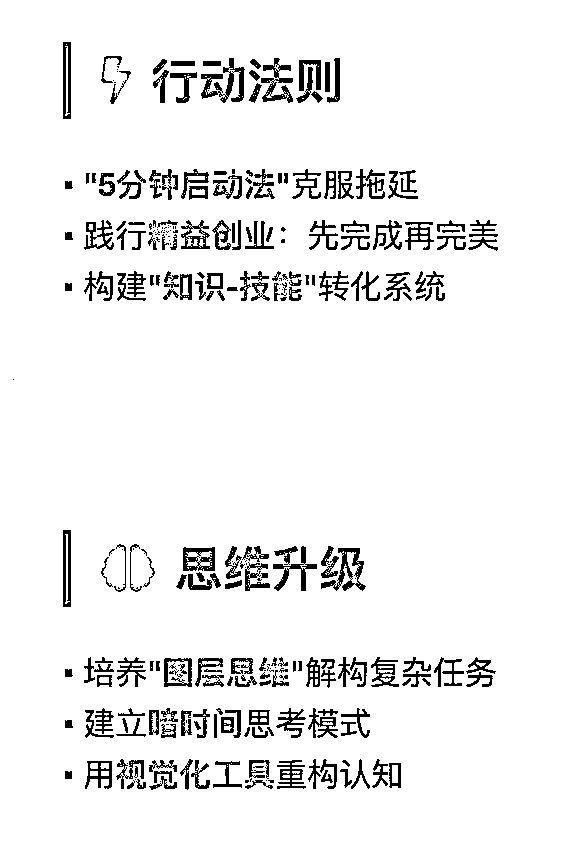 行动法则
▪ "5分钟启动法"克服拖延
▪ 践行精益创业：先完成再完美
▪ 构建"知识-技能"转化系统
思维升级
▪ 培养"图层思维"解构复杂任务
▪ 建立暗时间思考模式
▪ 用视觉化工具重构认知